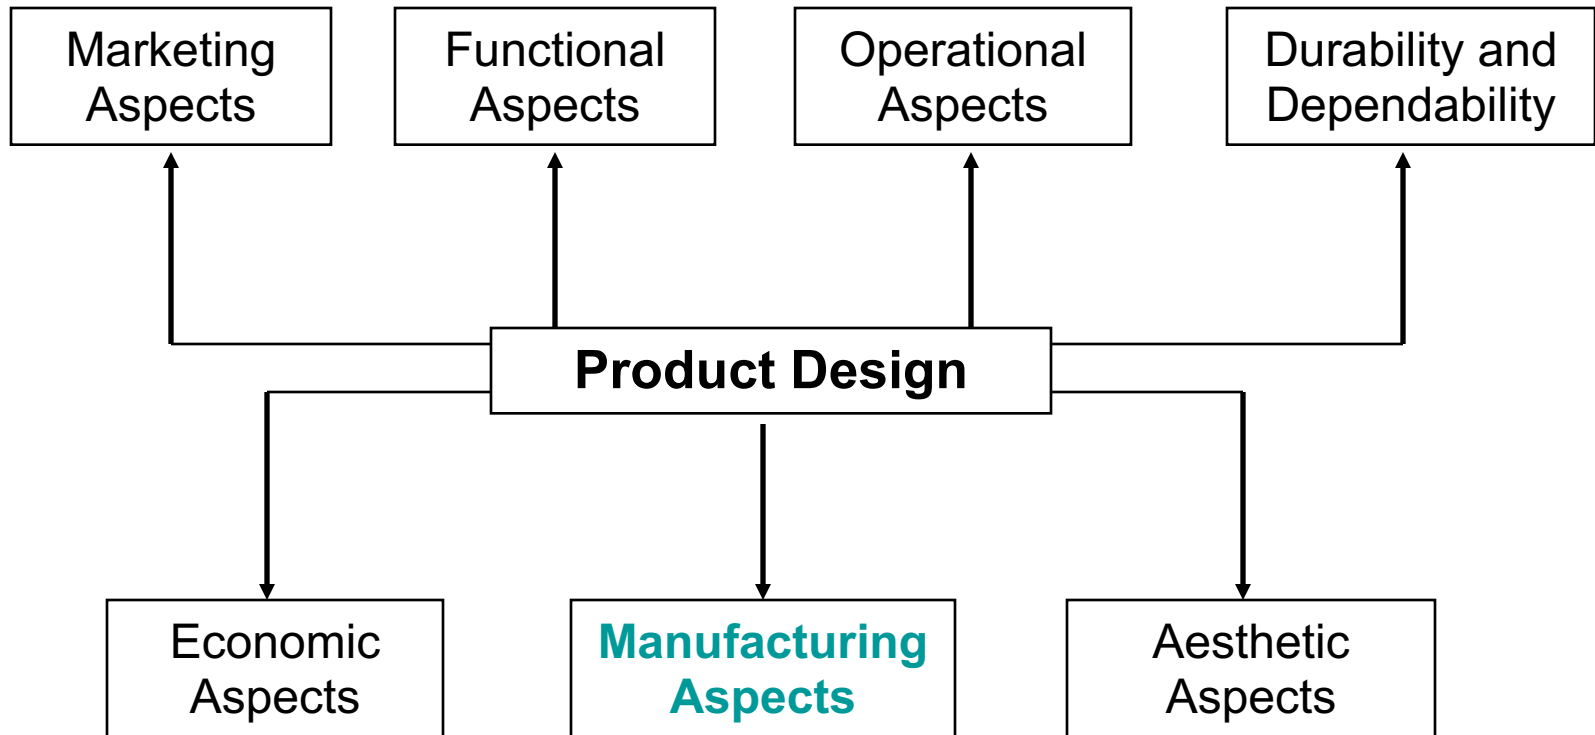 Marketing
Aspects
Functional
Aspects
Operational
Aspects
Durability and
Dependability
Product Design
Economic
Aspects
Manufacturing
Aspects
Aesthetic
Aspects